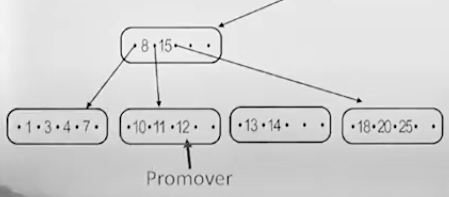 • 8 • 15 • • •
• 1 • 3 • 4 • 7 •
• 10 • 11 • 12 • •
• 13 • 14 • • •
• 18 • 20 • 25 • •
Promover